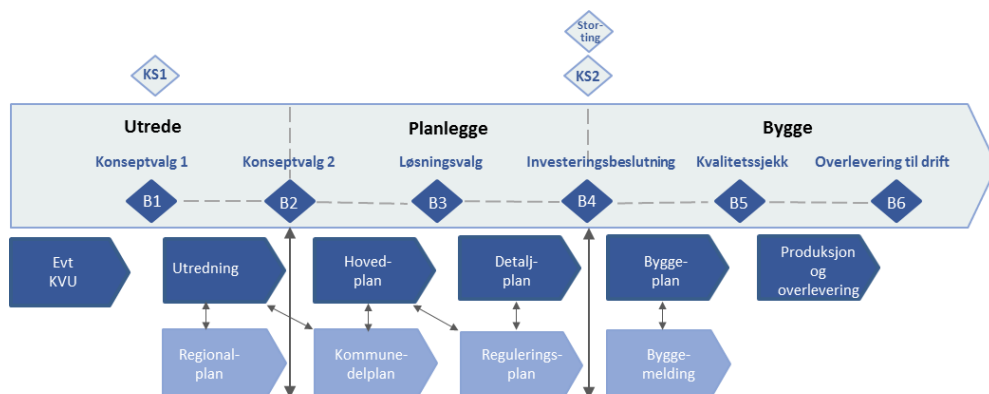 Stor-
ting
KS1
KS2
Utrede
Planlegge
Bygge
Konseptvalg 1
Konseptvalg 2
Løsningsvalg
Investeringsbeslutning
Kvalitetssjekk
Overlevering til drift
B1
B2
B3
B4
B5
B6
Evt
KVU
Utredning
Hoved-
plan
Detalj-
plan
Bygge-
plan
Produksjon
og
overlevering
Regional-
plan
Kommune-
delplan
Regulerings-
plan
Bygge-
melding